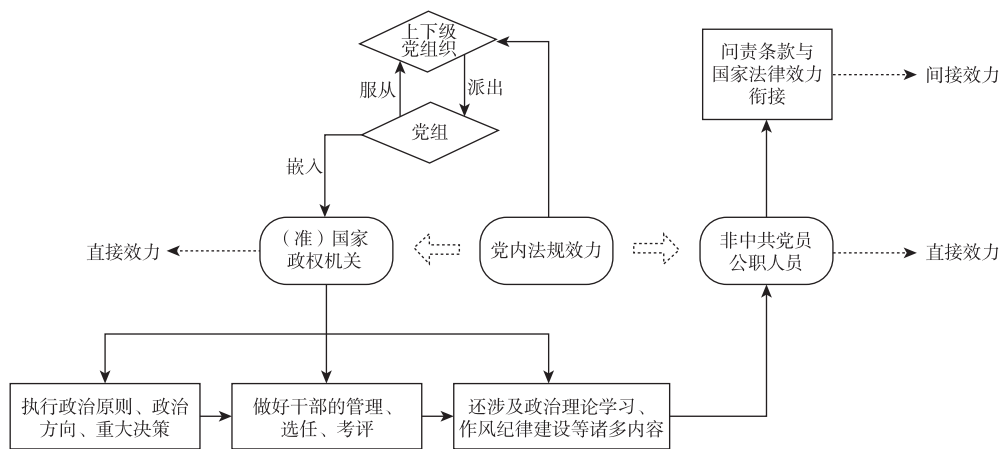 上下级
党组织
服从
派出
党组
嵌入
问责条款与
国家法律效力
衔接
间接效力
直接效力
（准）国家
政权机关
党内法规效力
非中共党员
公职人员
直接效力
执行政治原则、政治
方向、重大决策
做好干部的管理、
选任、考评
还涉及政治理论学习、
作风纪律建设等诸多内容